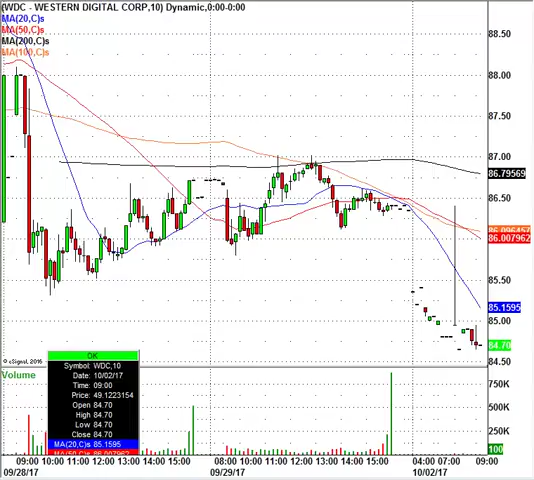 (WDC - WESTERN DIGITAL CORP,10) Dynamic,0:00-0:00
MA(20,C)s
MA(50,C)s
MA(200,C)s
MA(100,C)s
88.50
88.00
87.50
87.00
86.79569
86.50
86.096457
86.007962
85.50
85.1595
85.00
84.70
84.50
© eSignal, 2016
OK
Symbol: WDC,10
Date: 10/02/17
Time: 09:00
Price: 49.1223154
Open 84.70
High 84.70
Low 84.70
Close 84.70
MA(20,C)s 85.1595
MA(50,C)s 86.007962
Volume
750K
500K
250K
100
09:00 10:00 11:00 12:00 13:00 14:00 15:00 08:00 09:00 10:00 11:00 12:00 13:00 14:00 15:00 04:00 07:00 09:00
09/28/17 09/29/17 10/02/17